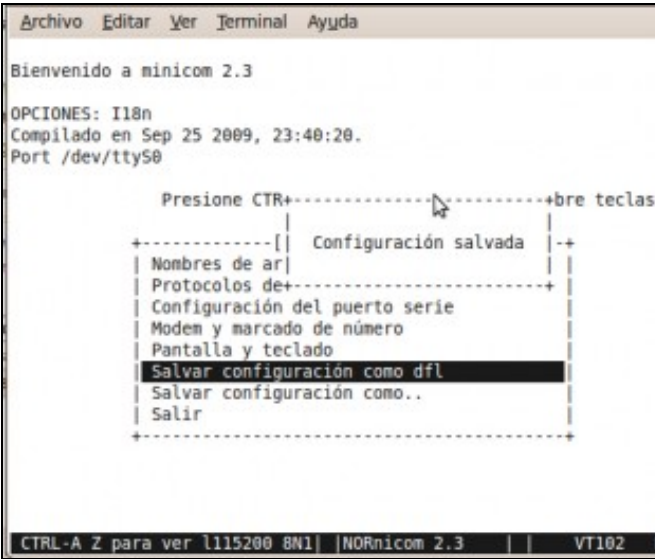 Archivo Editar Ver Terminal Ayuda
Bienvenido a minicom 2.3
OPCIONES: I18n
Compilado en Sep 25 2009, 23:40:20.
Port /dev/ttyS0
Presione CTR+---------------------------+bre teclas
Configuración salvada
Nombres de ar
Protocolos de
Configuración del puerto serie
Modem y marcado de número
Pantalla y teclado
Salvar configuración como dfl
Salvar configuración como..
Salir
CTRL-A Z para ver l115200 8N1| |NORnicom 2.3 | | VT102